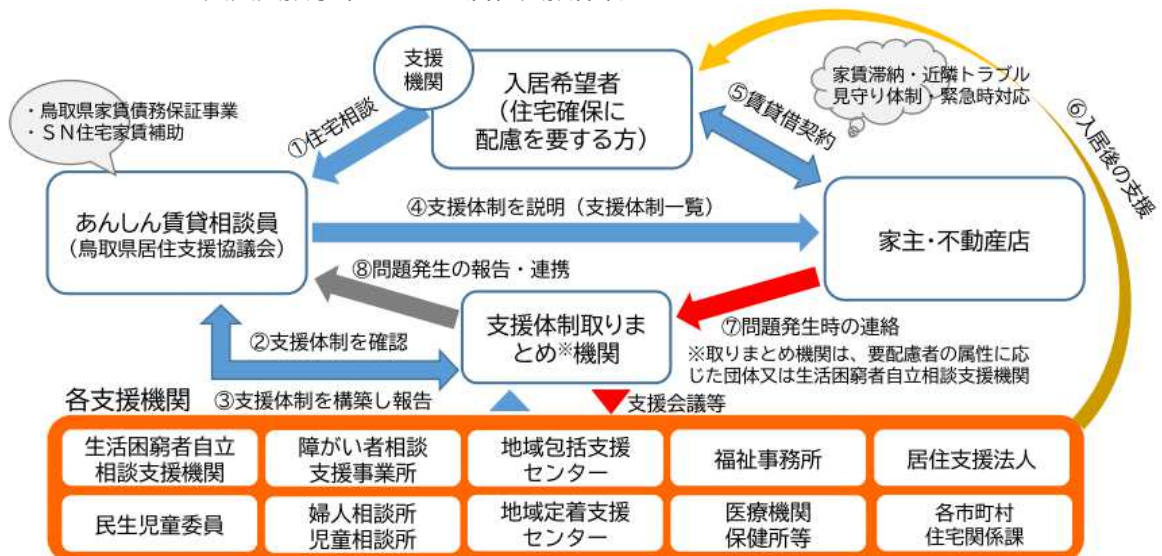 支援
機関
入居希望者
(住宅確保に
配慮を要する方)
家賃滞納・近隣トラブル
見守り体制・緊急時対応
・鳥取県家賃債務保証事業
・ＳＮ住宅家賃補助
①住宅相談
⑤賃貸借契約
⑥入居後の支援
あんしん賃貸相談員
(鳥取県居住支援協議会)
④支援体制を説明（支援体制一覧）
家主・不動産店
⑧問題発生の報告・連携
支援体制取りま
とめ※機関
⑦問題発生時の連絡
※取りまとめ機関は、要配慮者の属性に応
じた団体又は生活困窮者自立相談支援機関
②支援体制を確認
③支援体制を構築し報告
支援会議等
各支援機関
生活困窮者自立
相談支援機関
障がい者相談
支援事業所
地域包括支援
センター
福祉事務所
居住支援法人
民生児童委員
婦人相談所
児童相談所
地域定着支援
センター
医療機関
保健所等
各市町村
住宅関係課